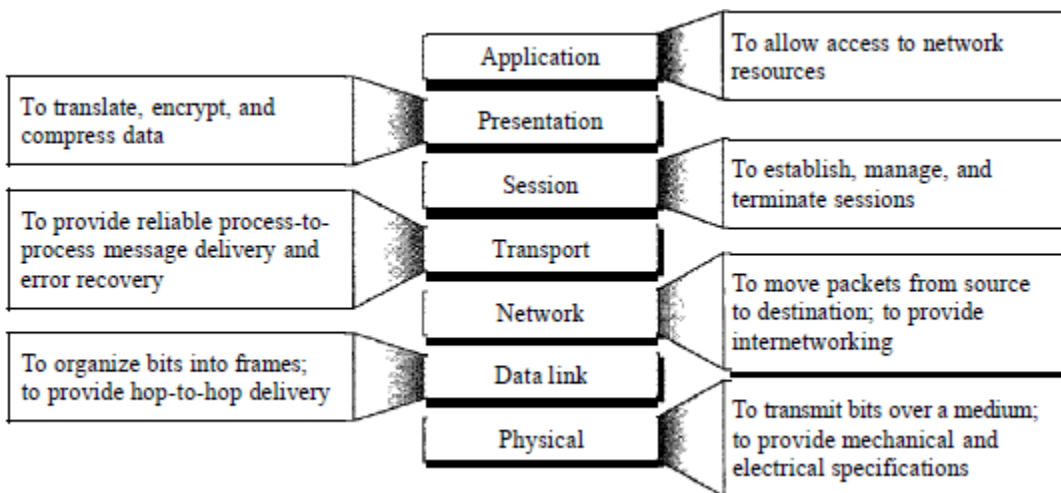 Application
To allow access to network
resources
To translate, encrypt, and
compress data
Presentation
Session
To establish, manage, and
terminate sessions
To provide reliable process-to-
process message delivery and
error recovery
Transport
Network
To move packets from source
to destination; to provide
internetworking
To organize bits into frames;
to provide hop-to-hop delivery
Data link
Physical
To transmit bits over a medium;
to provide mechanical and
electrical specifications